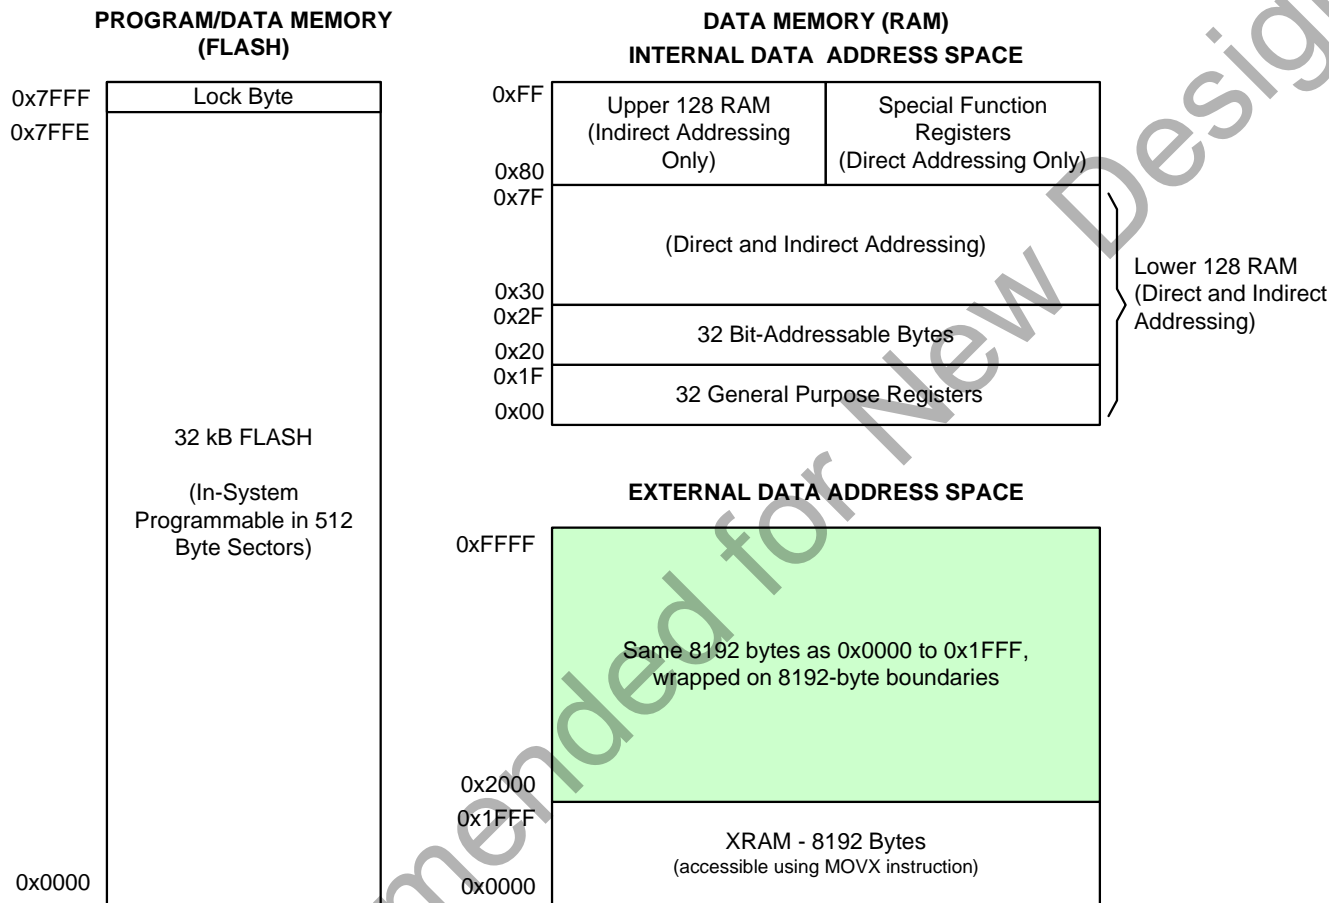 PROGRAM/DATA MEMORY
(FLASH)
0x7FFF
Lock Byte
0x7FFE
32 kB FLASH
(In-System
Programmable in 512
Byte Sectors)
0x0000
DATA MEMORY (RAM)
INTERNAL DATA ADDRESS SPACE
0xFF
Upper 128 RAM
(Indirect Addressing
Only)
Special Function
Registers
(Direct Addressing Only)
0x80
0x7F
(Direct and Indirect Addressing)
0x30
0x2F
32 Bit-Addressable Bytes
0x20
0x1F
32 General Purpose Registers
0x00
Lower 128 RAM
(Direct and Indirect
Addressing)
EXTERNAL DATA ADDRESS SPACE
0xFFFF
Same 8192 bytes as 0x0000 to 0x1FFF,
wrapped on 8192-byte boundaries
0x2000
0x1FFF
XRAM - 8192 Bytes
(accessible using MOVX instruction)
0x0000
for New